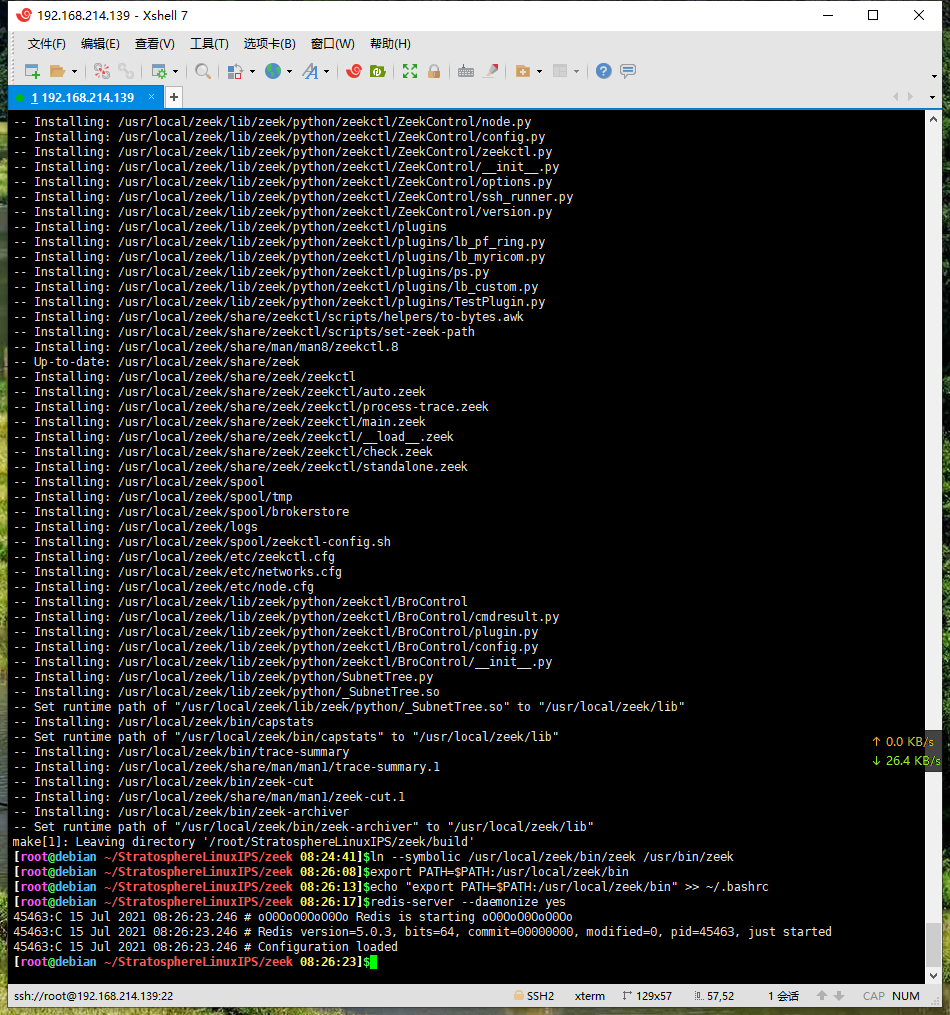 192.168.214.139 - Xshell 7
文件(F) 编辑(E) 查看(V) 工具(T) 选项卡(B) 窗口(W) 帮助(H)
1 192.168.214.139 × +
-- Installing: /usr/local/zeek/lib/zeek/python/zeekctl/ZeekControl/node.py
-- Installing: /usr/local/zeek/lib/zeek/python/zeekctl/ZeekControl/config.py
-- Installing: /usr/local/zeek/lib/zeek/python/zeekctl/ZeekControl/zeekctl.py
-- Installing: /usr/local/zeek/lib/zeek/python/zeekctl/ZeekControl/__init__.py
-- Installing: /usr/local/zeek/lib/zeek/python/zeekctl/ZeekControl/options.py
-- Installing: /usr/local/zeek/lib/zeek/python/zeekctl/ZeekControl/ssh_runner.py
-- Installing: /usr/local/zeek/lib/zeek/python/zeekctl/ZeekControl/version.py
-- Installing: /usr/local/zeek/lib/zeek/python/zeekctl/plugins
-- Installing: /usr/local/zeek/lib/zeek/python/zeekctl/plugins/lb_pf_ring.py
-- Installing: /usr/local/zeek/lib/zeek/python/zeekctl/plugins/lb_myricom.py
-- Installing: /usr/local/zeek/lib/zeek/python/zeekctl/plugins/ps.py
-- Installing: /usr/local/zeek/lib/zeek/python/zeekctl/plugins/lb_custom.py
-- Installing: /usr/local/zeek/lib/zeek/python/zeekctl/plugins/TestPlugin.py
-- Installing: /usr/local/zeek/share/zeekctl/scripts/helpers/to-bytes.awk
-- Installing: /usr/local/zeek/share/zeekctl/scripts/set-zeek-path
-- Installing: /usr/local/zeek/share/man/man8/zeekctl.8
-- Up-to-date: /usr/local/zeek/share/zeek
-- Installing: /usr/local/zeek/share/zeek/zeekctl
-- Installing: /usr/local/zeek/share/zeek/zeekctl/auto.zeek
-- Installing: /usr/local/zeek/share/zeek/zeekctl/process-trace.zeek
-- Installing: /usr/local/zeek/share/zeek/zeekctl/main.zeek
-- Installing: /usr/local/zeek/share/zeek/zeekctl/__load__.zeek
-- Installing: /usr/local/zeek/share/zeek/zeekctl/check.zeek
-- Installing: /usr/local/zeek/share/zeek/zeekctl/standalone.zeek
-- Installing: /usr/local/zeek/spool
-- Installing: /usr/local/zeek/spool/tmp
-- Installing: /usr/local/zeek/spool/brokerstore
-- Installing: /usr/local/zeek/logs
-- Installing: /usr/local/zeek/spool/zeekctl-config.sh
-- Installing: /usr/local/zeek/etc/zeekctl.cfg
-- Installing: /usr/local/zeek/etc/networks.cfg
-- Installing: /usr/local/zeek/etc/node.cfg
-- Installing: /usr/local/zeek/lib/zeek/python/zeekctl/BroControl
-- Installing: /usr/local/zeek/lib/zeek/python/zeekctl/BroControl/cmdresult.py
-- Installing: /usr/local/zeek/lib/zeek/python/zeekctl/BroControl/plugin.py
-- Installing: /usr/local/zeek/lib/zeek/python/zeekctl/BroControl/config.py
-- Installing: /usr/local/zeek/lib/zeek/python/zeekctl/BroControl/__init__.py
-- Installing: /usr/local/zeek/lib/zeek/python/SubnetTree.py
-- Installing: /usr/local/zeek/lib/zeek/python/_SubnetTree.so
-- Set runtime path of "/usr/local/zeek/lib/zeek/python/_SubnetTree.so" to "/usr/local/zeek/lib"
-- Installing: /usr/local/zeek/bin/capstats
-- Set runtime path of "/usr/local/zeek/bin/capstats" to "/usr/local/zeek/lib"
-- Installing: /usr/local/zeek/bin/trace-summary
-- Installing: /usr/local/zeek/share/man/man1/trace-summary.1
-- Installing: /usr/local/zeek/bin/zeek-cut
-- Installing: /usr/local/zeek/share/man/man1/zeek-cut.1
-- Installing: /usr/local/zeek/bin/zeek-archiver
-- Set runtime path of "/usr/local/zeek/bin/zeek-archiver" to "/usr/local/zeek/lib"
make[1]: Leaving directory '/root/StratosphereLinuxIPS/zeek/build'
[root@debian ~/StratosphereLinuxIPS/zeek 08:24:41]$ln --symbolic /usr/local/zeek/bin/zeek /usr/bin/zeek
[root@debian ~/StratosphereLinuxIPS/zeek 08:26:08]$export PATH=$PATH:/usr/local/zeek/bin
[root@debian ~/StratosphereLinuxIPS/zeek 08:26:13]$echo "export PATH=$PATH:/usr/local/zeek/bin" >> ~/.bashrc
[root@debian ~/StratosphereLinuxIPS/zeek 08:26:17]$redis-server --daemonize yes
45463:C 15 Jul 2021 08:26:23.246 # oO0OoO0OoO0Oo Redis is starting oO0OoO0OoO0Oo
45463:C 15 Jul 2021 08:26:23.246 # Redis version=5.0.3, bits=64, commit=00000000, modified=0, pid=45463, just started
45463:C 15 Jul 2021 08:26:23.246 # Configuration loaded
[root@debian ~/StratosphereLinuxIPS/zeek 08:26:23]$
↑ 0.0 KB/s
↓ 26.4 KB/s
ssh://root@192.168.214.139:22 SSH2 xterm 129x57 57,52 1 会话 CAP NUM